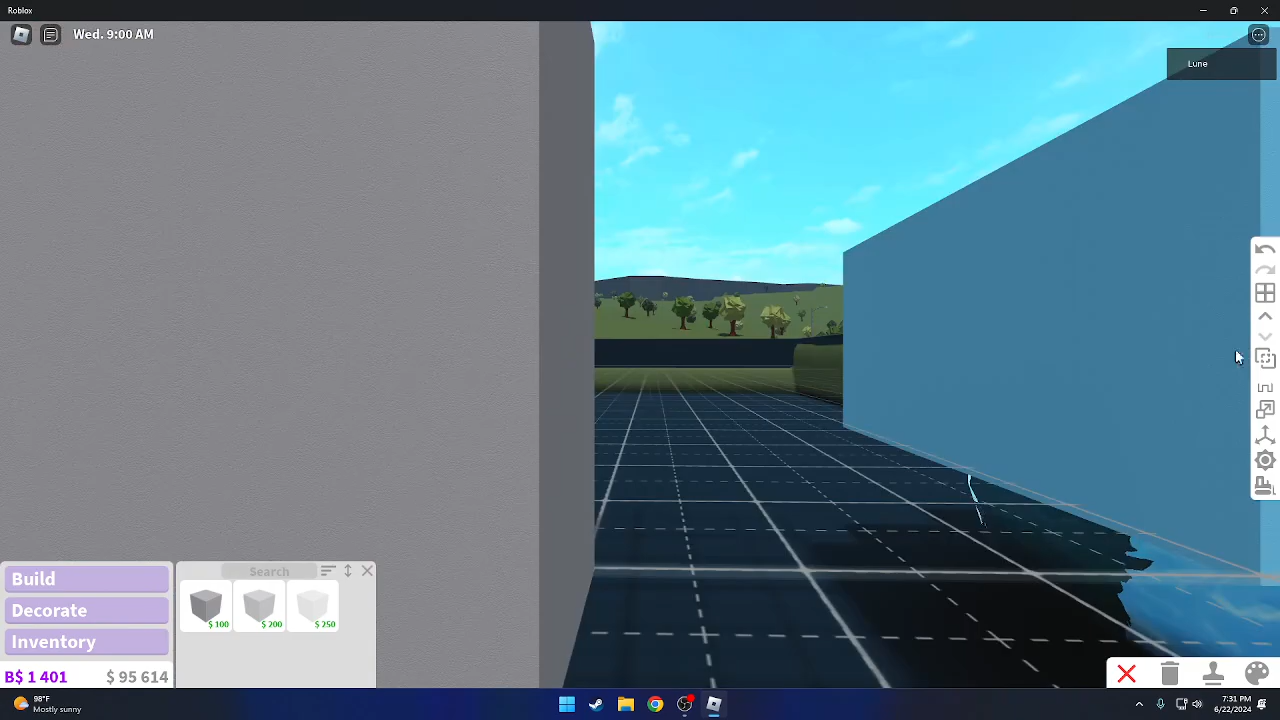 Roblox
Wed. 9:00 AM
Lune
Build
Decorate
Inventory
B$ 1 401 $ 95 614
Search
$ 100 $ 200 $ 250
98°F
Mostly sunny
7:31 PM
6/22/2024